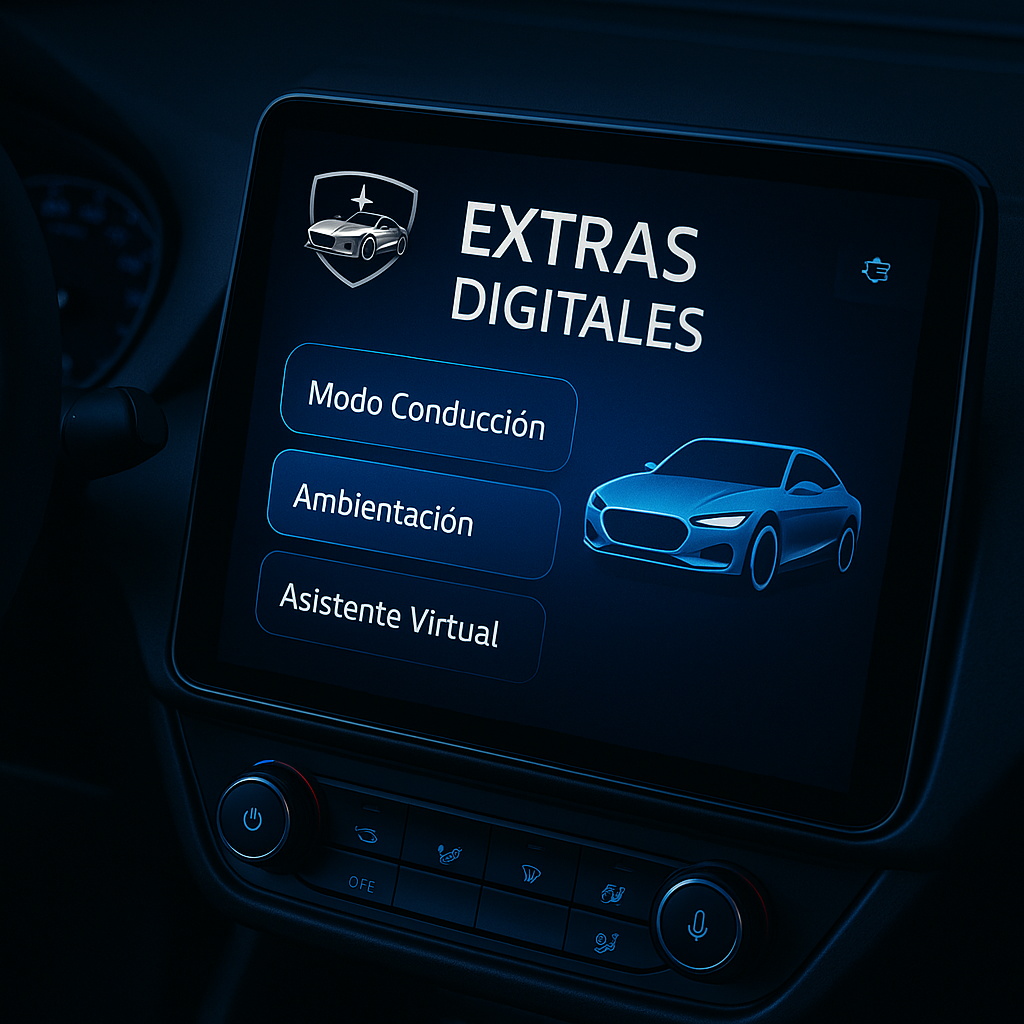 EXTRAS
DIGITALES
Modo Conducción
Ambientación
Asistente Virtual
OFE